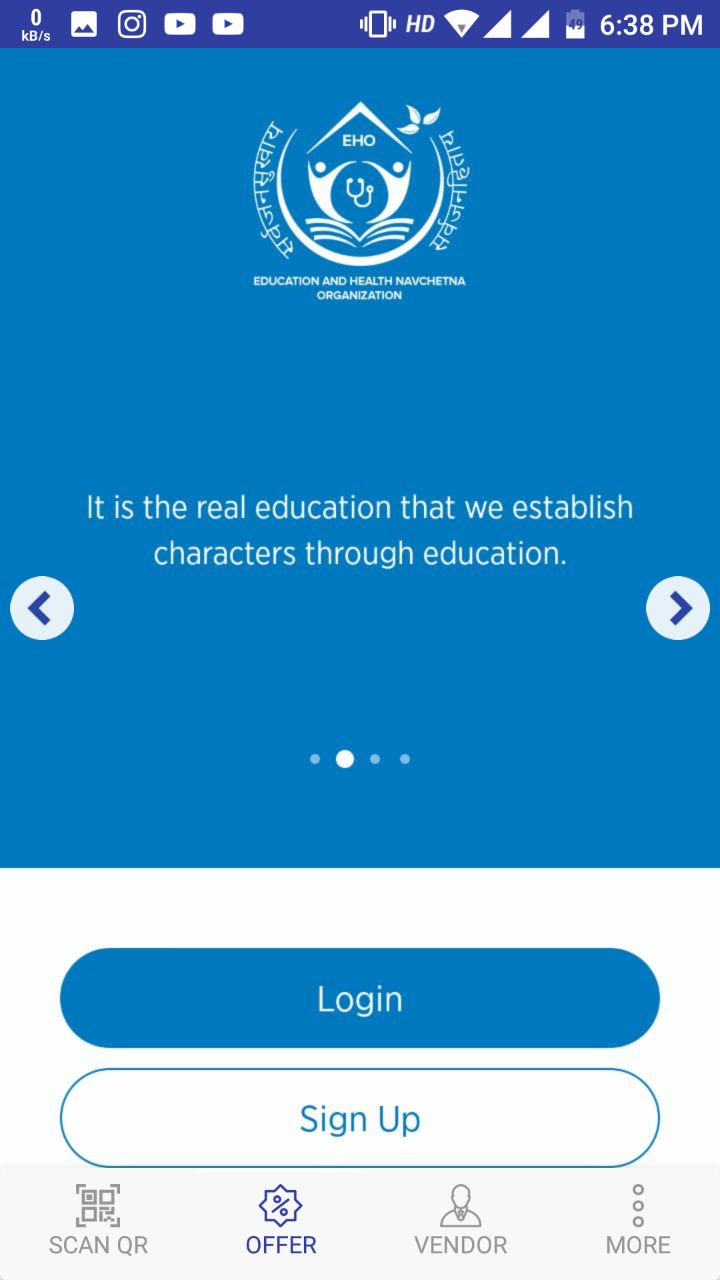 0
kB/s
HD
49
6:38 PM
EHO
सर्वजनसुखाय
सर्वजनहिताय
EDUCATION AND HEALTH NAVCHETNA
ORGANIZATION
It is the real education that we establish
characters through education.
Login
Sign Up
SCAN QR
OFFER
VENDOR
MORE